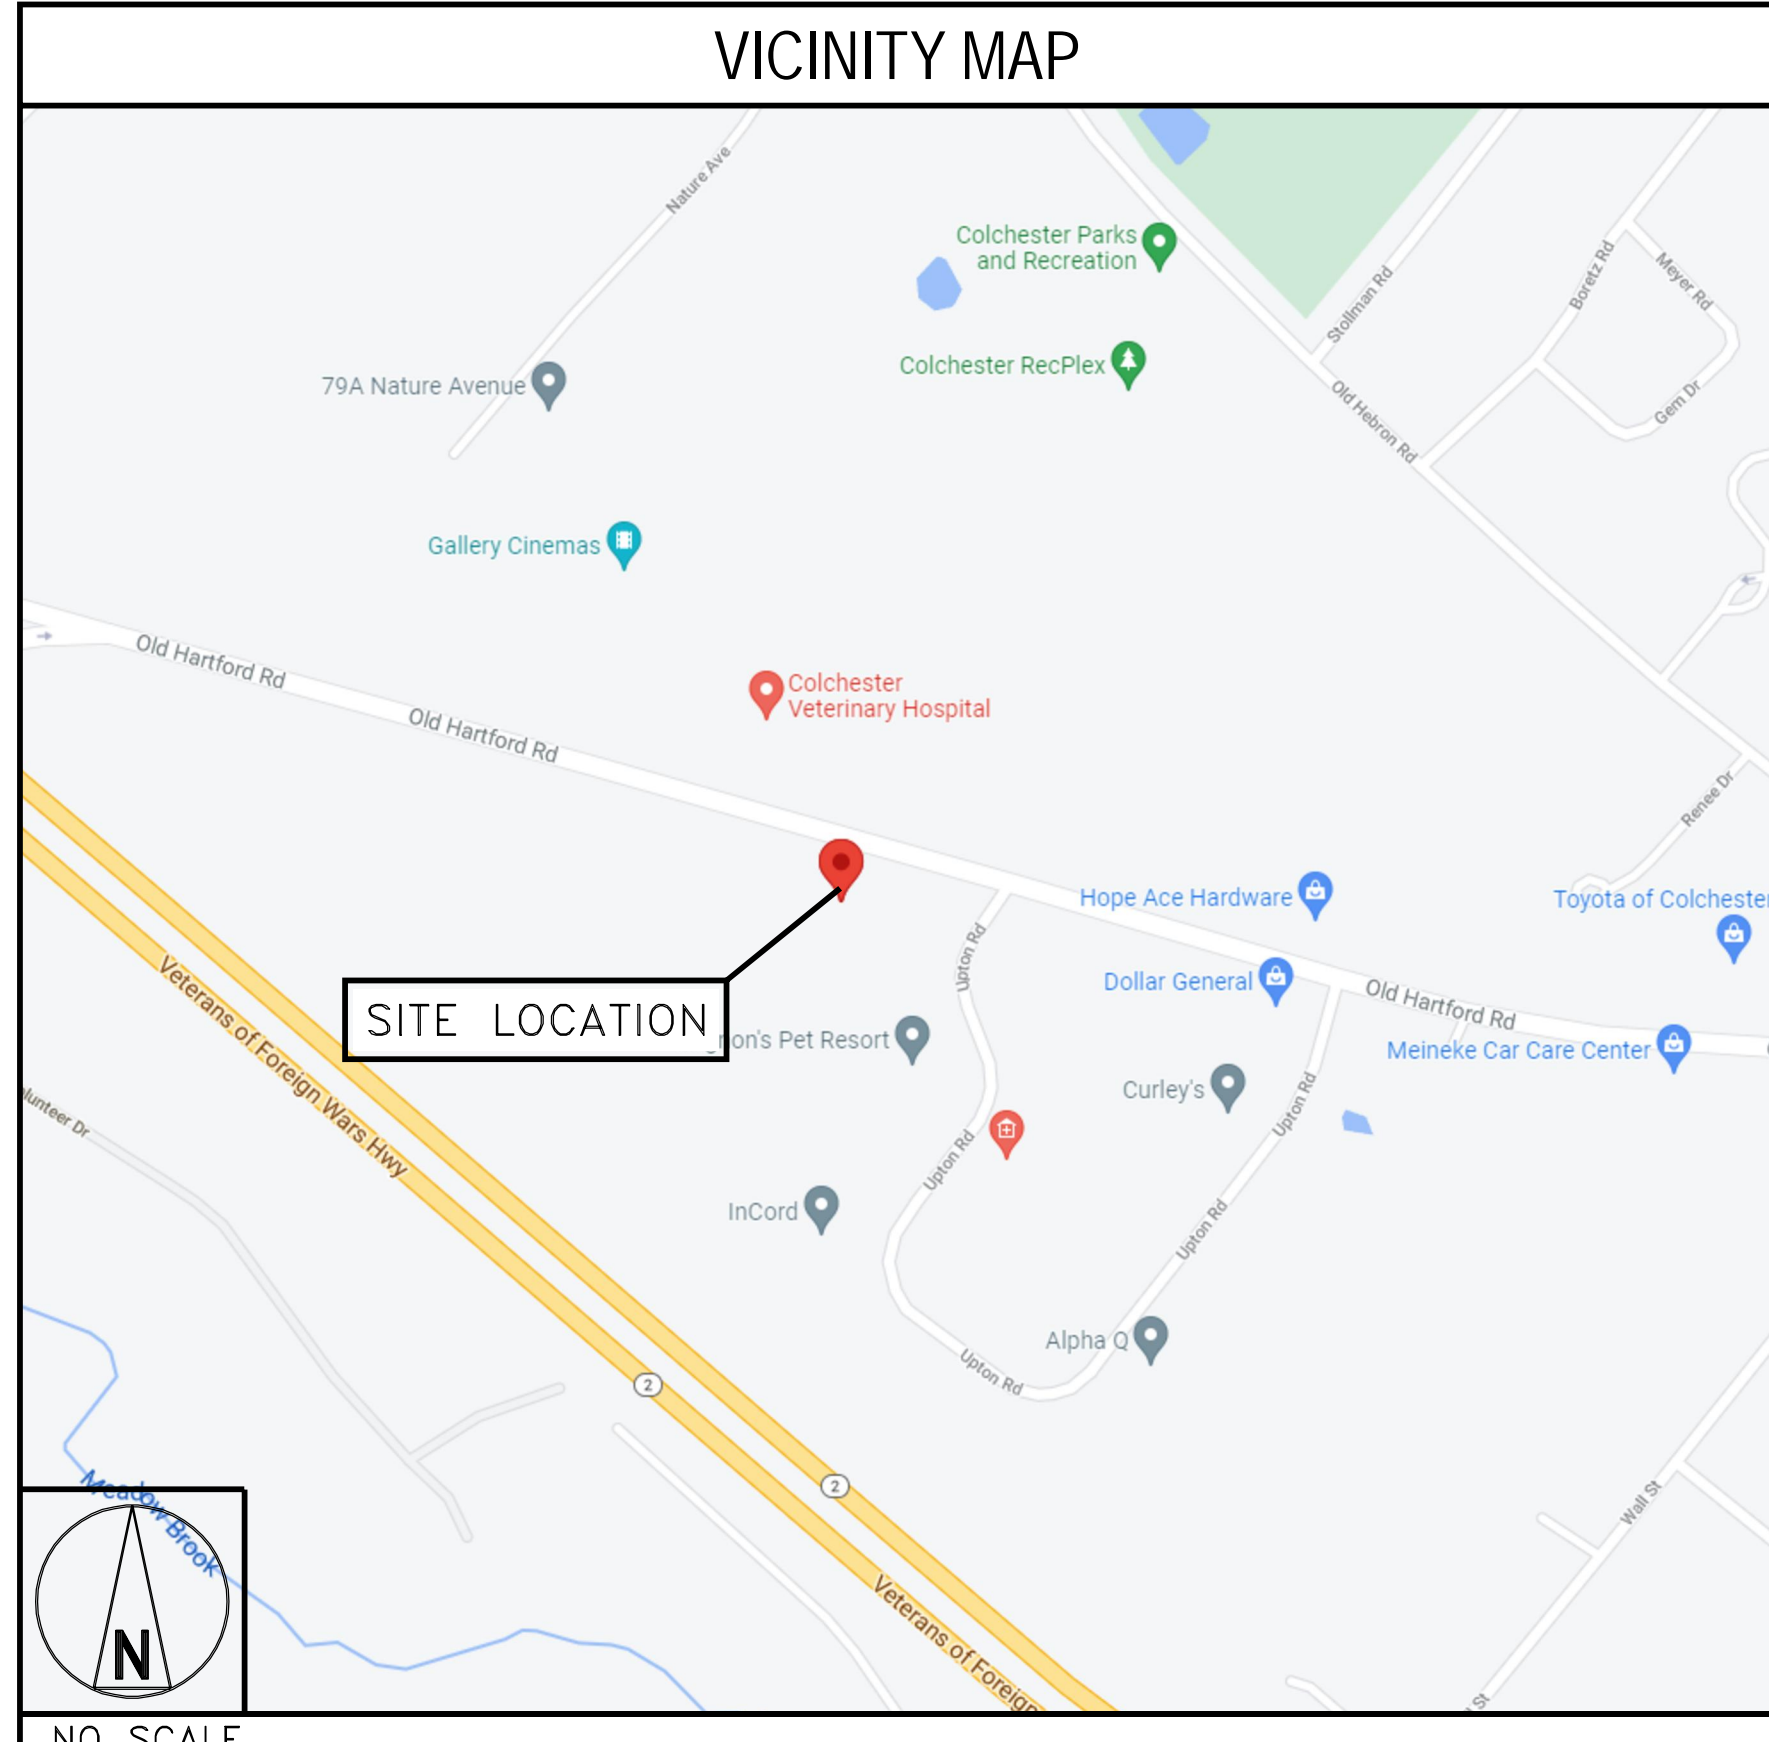 VICINITY MAP
Nature Ave
Colchester Parks
and Recreation
Stollman Rd
Boretz Rd
Meyer Rd
79A Nature Avenue
Colchester RecPlex
Old Hebron Rd
Gem Dr
Gallery Cinemas
Old Hartford Rd
Old Hartford Rd
Colchester
Veterinary Hospital
Renee Dr
Hope Ace Hardware
Toyota of Colchester
Upton Rd
Veterans of Foreign Wars Hwy
SITE LOCATION
Dollar General
Old Hartford Rd
Pet Resort
Meineke Car Care Center
Curley's
Upton Rd
Dr
Upton Rd
InCord
Upton Rd
Alpha Q
Upton Rd
2
2
Meadow Brook
Wall St
Veterans of Foreign
St
N
NO SCALE